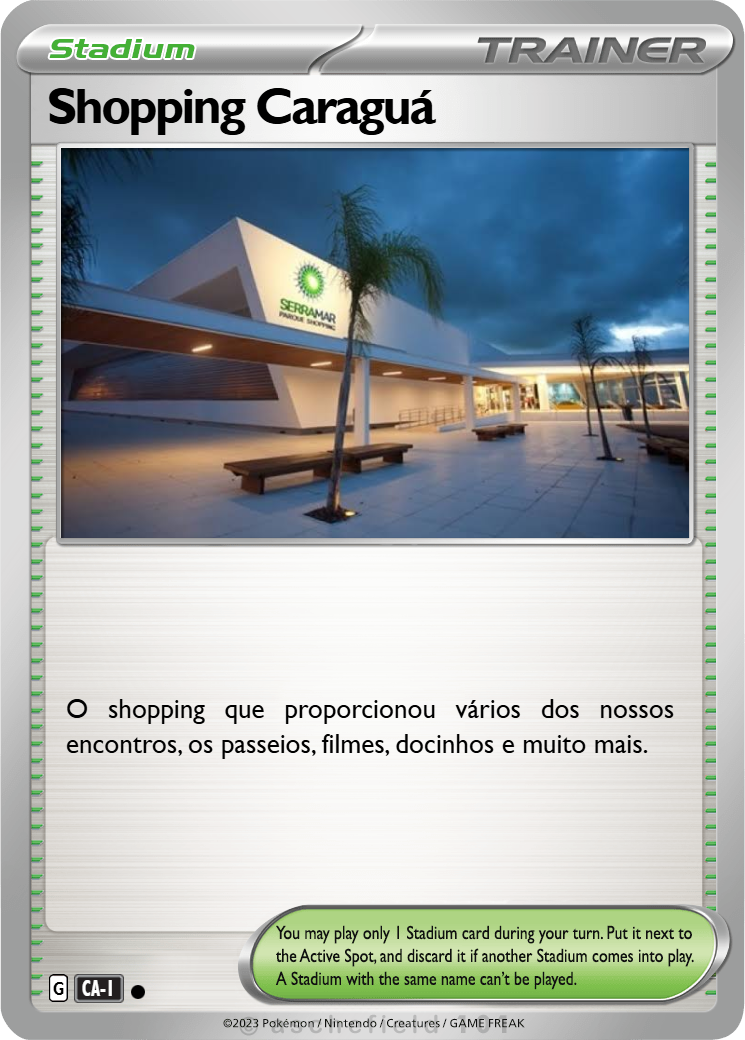 Stadium
TRAINER
Shopping Caraguá
SERRAMAR
PARQUE SHOPPING
O shopping que proporcionou vários dos nossos
encontros, os passeios, filmes, docinhos e muito mais.
You may play only 1 Stadium card during your turn. Put it next to
the Active Spot, and discard it if another Stadium comes into play.
A Stadium with the same name can't be played.
G CA-I
©2023 Pokémon / Nintendo / Creatures / GAME FREAK